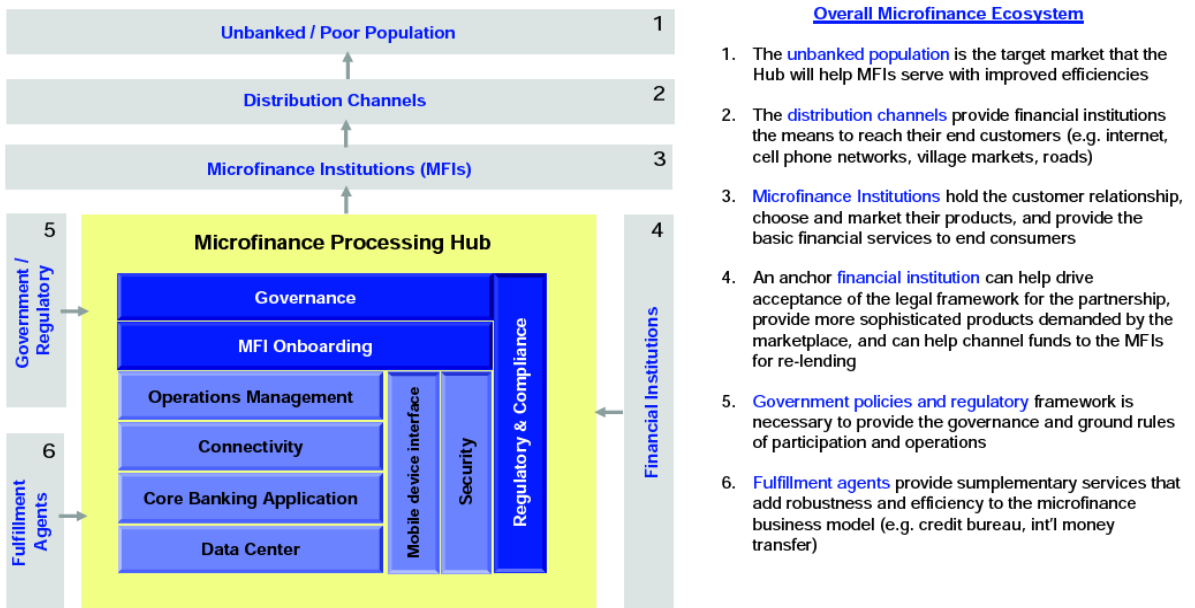 Unbanked / Poor Population
1
Distribution Channels
2
Microfinance Institutions (MFIs)
3
5
Government /
Regulatory
6
Fulfillment
Agents
Microfinance Processing Hub
Governance
MFI Onboarding
Operations Management
Connectivity
Core Banking Application
Data Center
Mobile device interface
Security
Regulatory & Compliance
4
Financial Institutions
Overall Microfinance Ecosystem
1. The unbanked population is the target market that the
Hub will help MFIs serve with improved efficiencies
2. The distribution channels provide financial institutions
the means to reach their end customers (e.g. internet,
cell phone networks, village markets, roads)
3. Microfinance Institutions hold the customer relationship,
choose and market their products, and provide the
basic financial services to end consumers
4. An anchor financial institution can help drive
acceptance of the legal framework for the partnership,
provide more sophisticated products demanded by the
marketplace, and can help channel funds to the MFIs
for re-lending
5. Government policies and regulatory framework is
necessary to provide the governance and ground rules
of participation and operations
6. Fulfillment agents provide sumplementary services that
add robustness and efficiency to the microfinance
business model (e.g. credit bureau, int'l money
transfer)